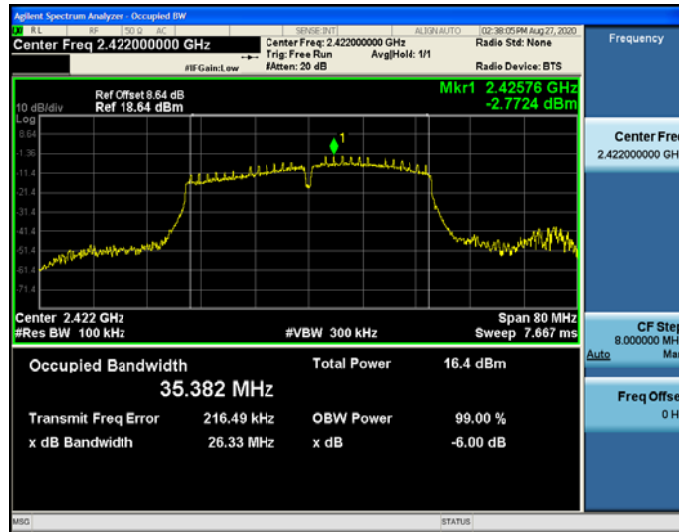 Agilent Spectrum Analyzer - Occupied BW
RL RF 50 Ω AC SENSE:INT ALIGN AUTO 02:38:05 PM Aug 27, 2020
Center Freq 2.422000000 GHz
Center Freq: 2.422000000 GHz
Radio Std: None
Trig: Free Run Avg|Hold: 1/1
#IFGain:Low #Atten: 20 dB Radio Device: BTS
Frequency
Ref Offset 8.64 dB
10 dB/div Ref 18.64 dBm
Mkr1 2.42576 GHz
-2.7724 dBm
Log
8.64
-1.36
-11.4
-21.4
-31.4
-41.4
-51.4
-61.4
-71.4
1
Center 2.422 GHz Span 80 MHz
#Res BW 100 kHz #VBW 300 kHz Sweep 7.667 ms
Occupied Bandwidth Total Power 16.4 dBm
35.382 MHz
Transmit Freq Error 216.49 kHz OBW Power 99.00 %
x dB Bandwidth 26.33 MHz x dB -6.00 dB
Center Fre
2.422000000 GH
CF Step
8.000000 MH
Auto Ma
Freq Offse
0 H
MSG STATUS